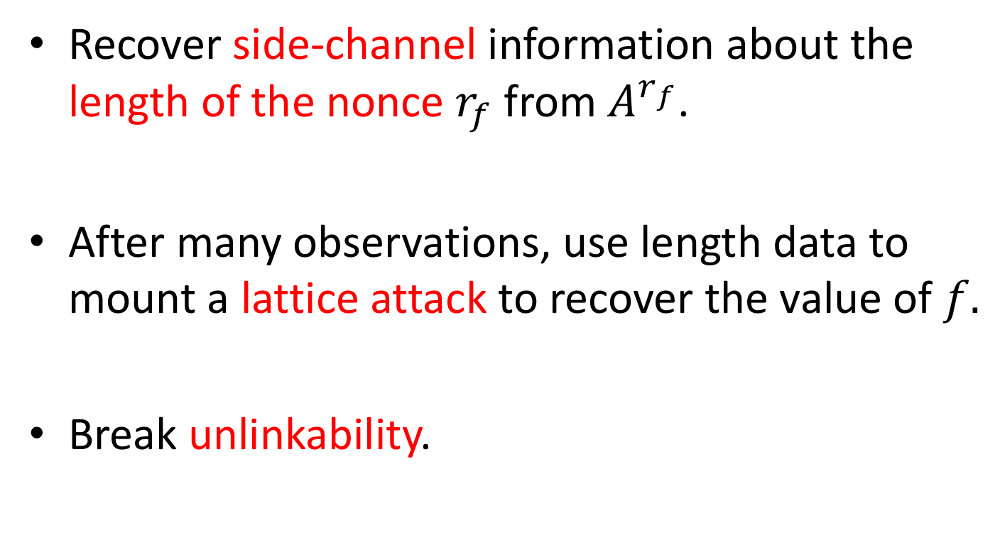 • Recover side-channel information about the
length of the nonce $r_f$ from $A^{r_f}$.
• After many observations, use length data to
mount a lattice attack to recover the value of $f$.
• Break unlinkability.